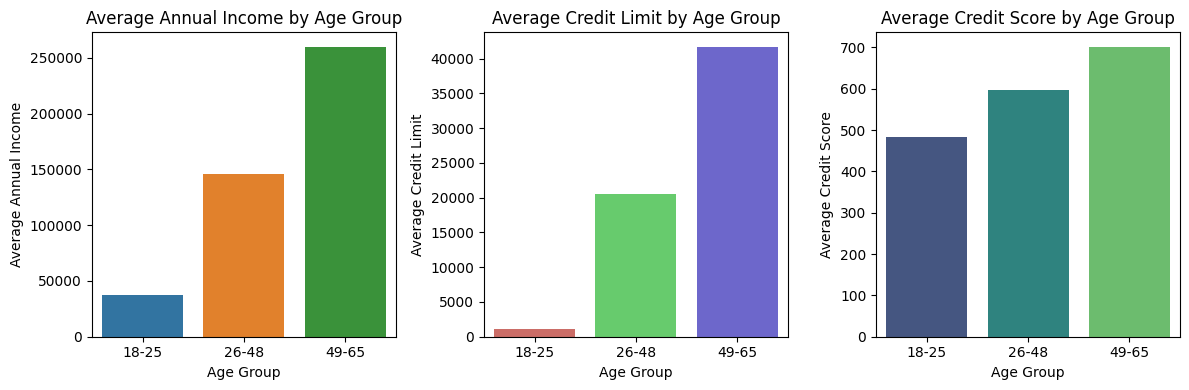 Average Annual Income by Age Group
Average Annual Income
250000
200000
150000
100000
50000
0
18-25 26-48 49-65
Age Group
Average Credit Limit by Age Group
Average Credit Limit
40000
35000
30000
25000
20000
15000
10000
5000
0
18-25 26-48 49-65
Age Group
Average Credit Score by Age Group
Average Credit Score
700
600
500
400
300
200
100
0
18-25 26-48 49-65
Age Group